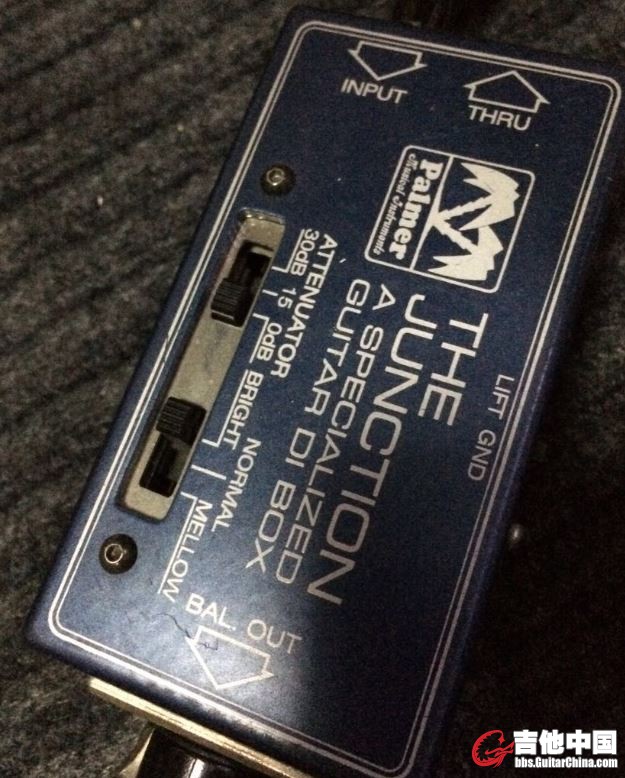 INPUT
THRU
Palmer
Musical Instruments
THE
JUNCTION
A SPECIALIZED
GUITAR DI BOX
LIFT GND
ATTENUATOR
30dB 15 0dB
BRIGHT NORMAL MELLOW
BAL. OUT
吉他中国
bbs.GuitarChina.com